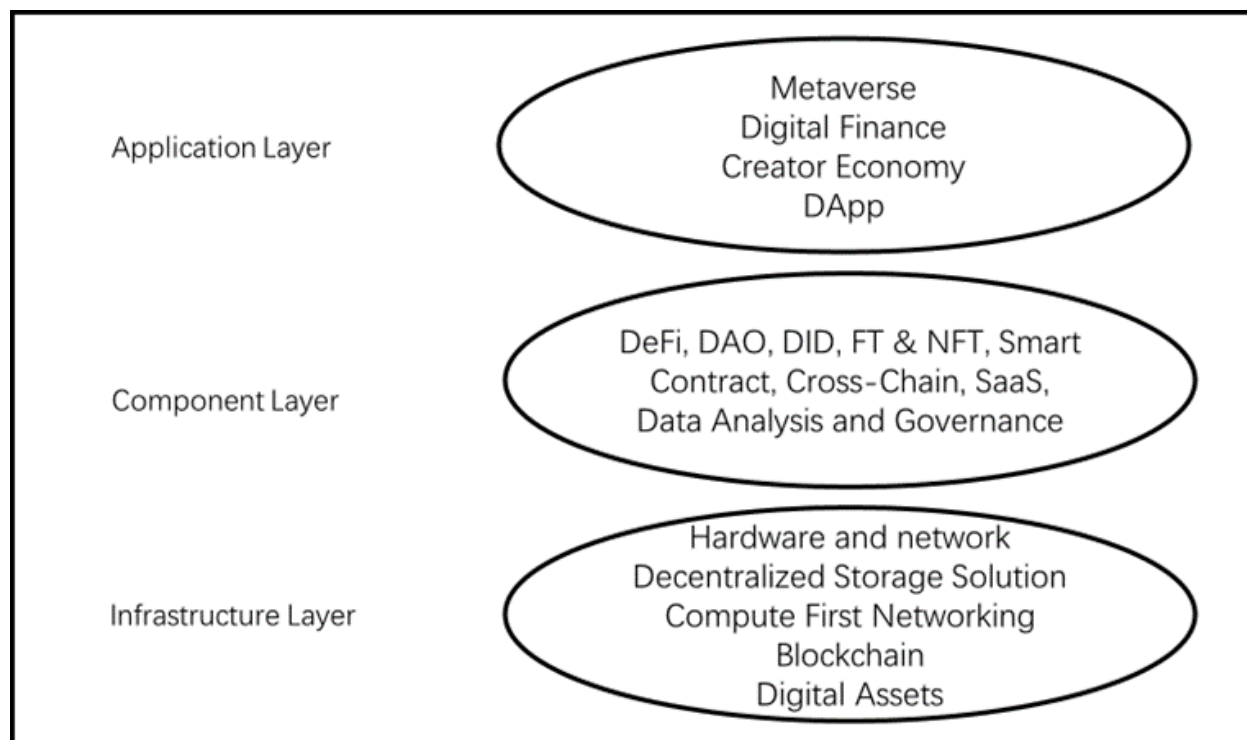 Application Layer
Metaverse
Digital Finance
Creator Economy
DApp
Component Layer
DeFi, DAO, DID, FT & NFT, Smart
Contract, Cross-Chain, SaaS,
Data Analysis and Governance
Infrastructure Layer
Hardware and network
Decentralized Storage Solution
Compute First Networking
Blockchain
Digital Assets